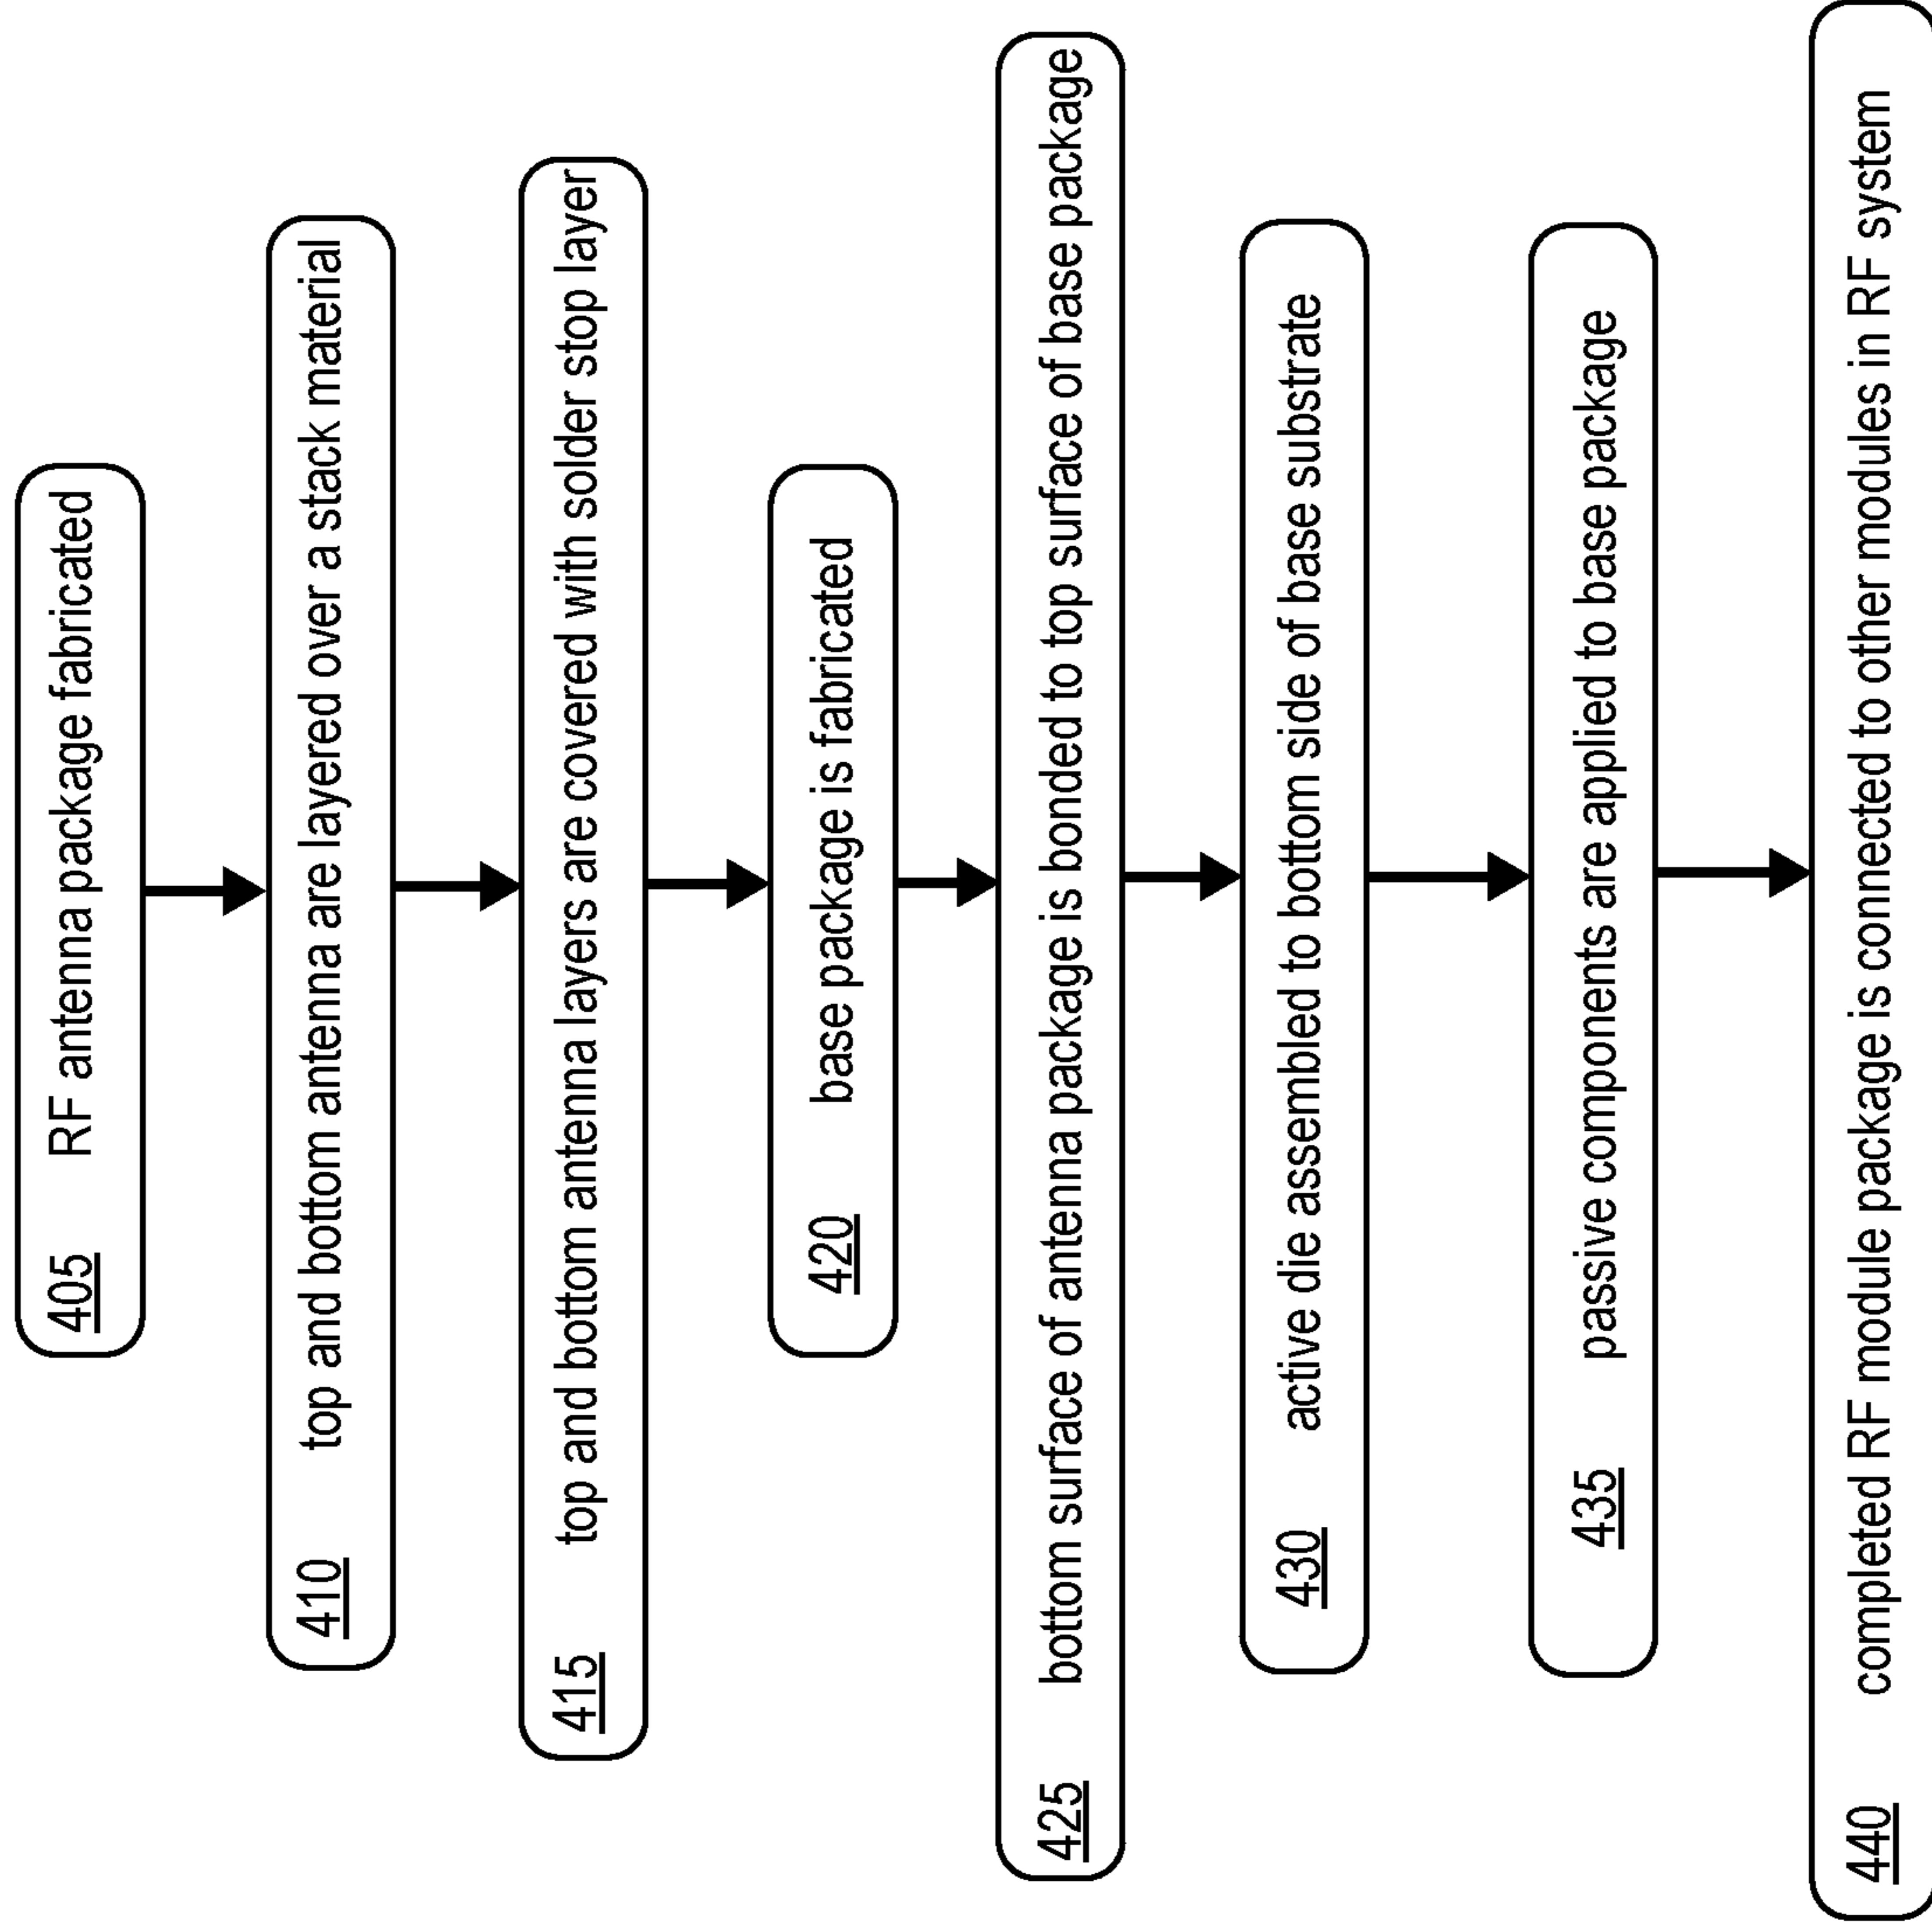 405 RF antenna package fabricated
410 top and bottom antenna are layered over a stack material
415 top and bottom antenna layers are covered with solder stop layer
420 base package is fabricated
425 bottom surface of antenna package is bonded to top surface of base package
430 active die assembled to bottom side of base substrate
435 passive components are applied to base package
440 completed RF module package is connected to other modules in RF system